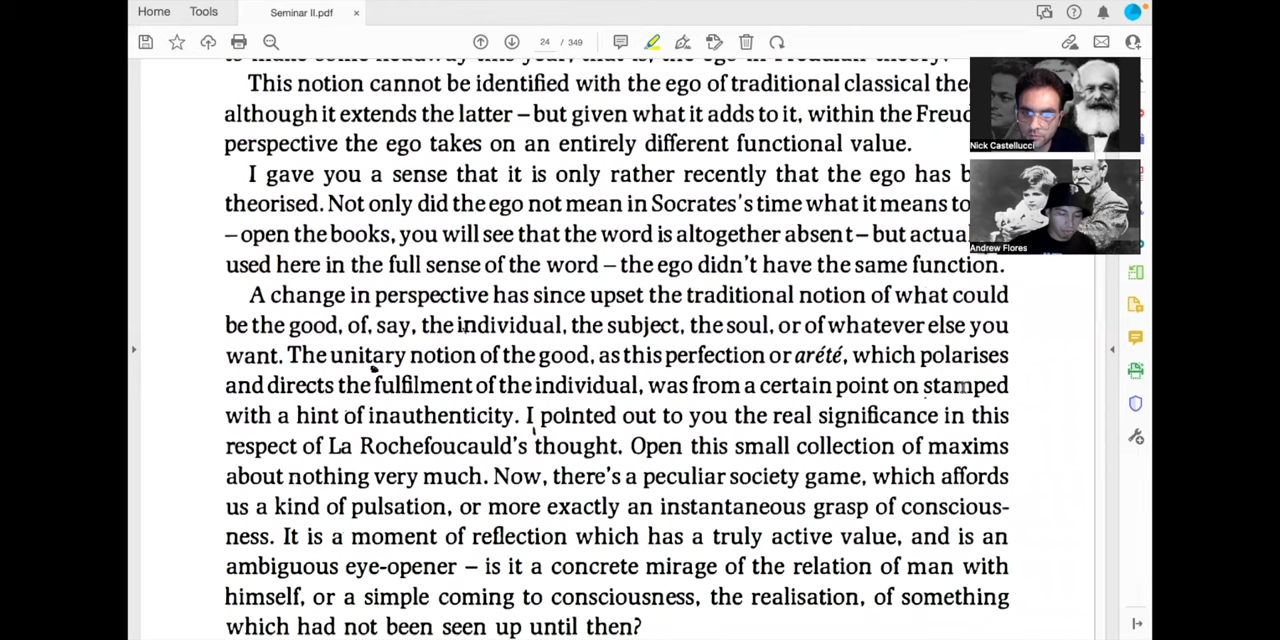 Home Tools Seminar II.pdf ×
24 / 349
to make some headway this year, that is, the ego in Freudian theory.
This notion cannot be identified with the ego of traditional classical the
although it extends the latter – but given what it adds to it, within the Freud
perspective the ego takes on an entirely different functional value.
I gave you a sense that it is only rather recently that the ego has b
theorised. Not only did the ego not mean in Socrates's time what it means to
– open the books, you will see that the word is altogether absent – but actua
used here in the full sense of the word – the ego didn't have the same function.
A change in perspective has since upset the traditional notion of what could
be the good, of, say, the individual, the subject, the soul, or of whatever else you
want. The unitary notion of the good, as this perfection or arété, which polarises
and directs the fulfilment of the individual, was from a certain point on stamped
with a hint of inauthenticity. I pointed out to you the real significance in this
respect of La Rochefoucauld's thought. Open this small collection of maxims
about nothing very much. Now, there's a peculiar society game, which affords
us a kind of pulsation, or more exactly an instantaneous grasp of conscious-
ness. It is a moment of reflection which has a truly active value, and is an
ambiguous eye-opener – is it a concrete mirage of the relation of man with
himself, or a simple coming to consciousness, the realisation, of something
which had not been seen up until then?
Nick Castellucci
Andrew Flores